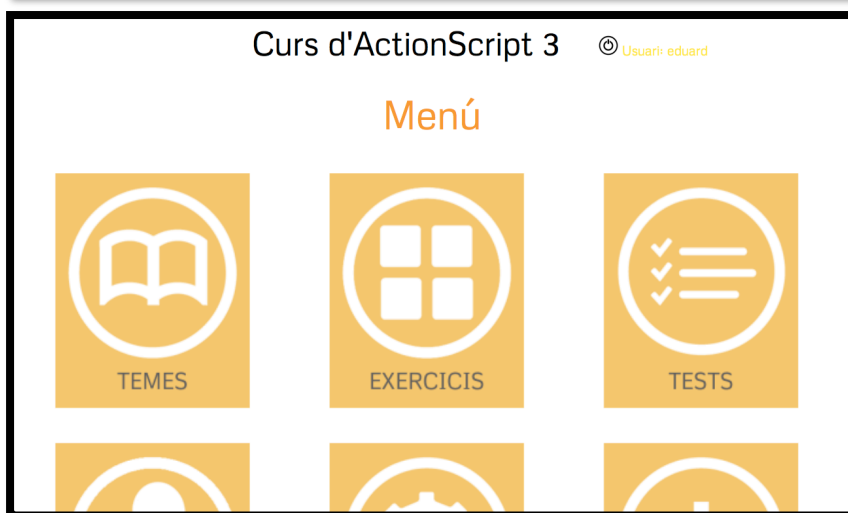 Curs d'ActionScript 3
Usuari: eduard
Menú
TEMES
EXERCICIS
TESTS